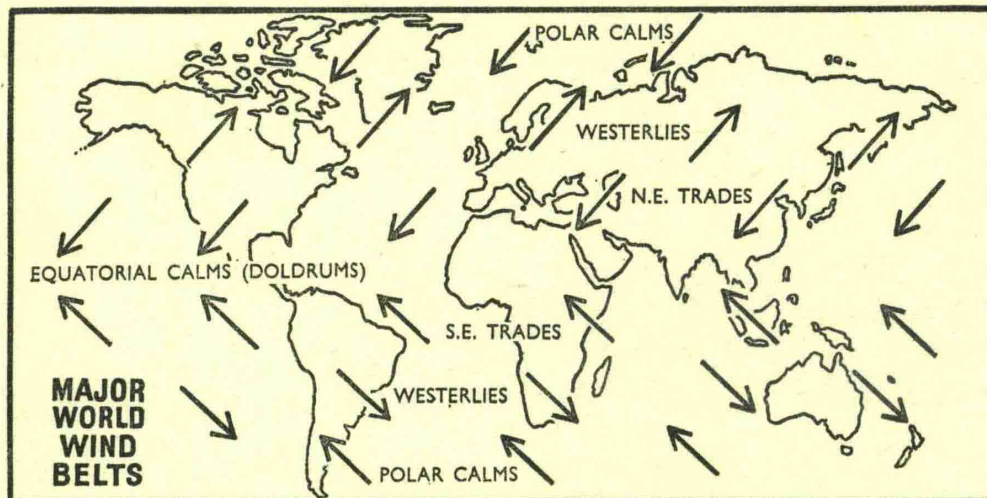 POLAR CALMS
WESTERLIES
N.E. TRADES
EQUATORIAL CALMS (DOLDRUMS)
S.E. TRADES
WESTERLIES
POLAR CALMS
MAJOR
WORLD
WIND
BELTS